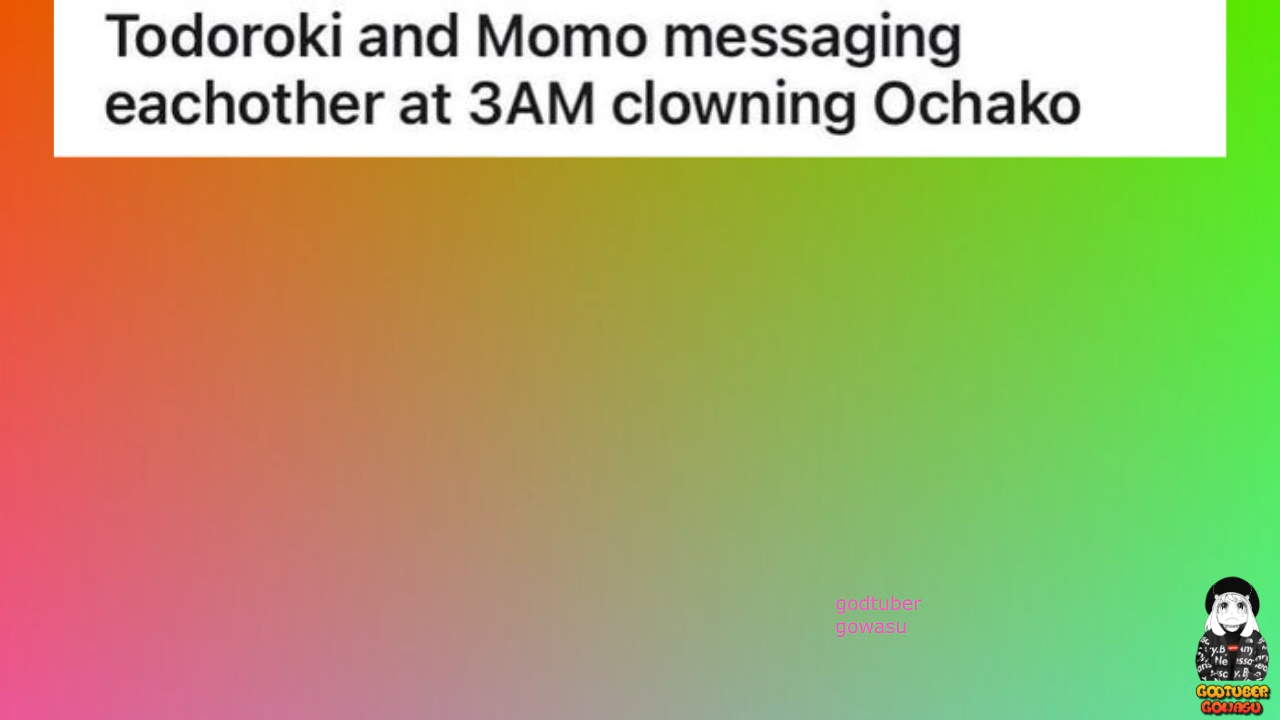 Todoroki and Momo messaging
eachother at 3AM clowning Ochako
godtuber
gowasu
GODTUBER
GOWASU